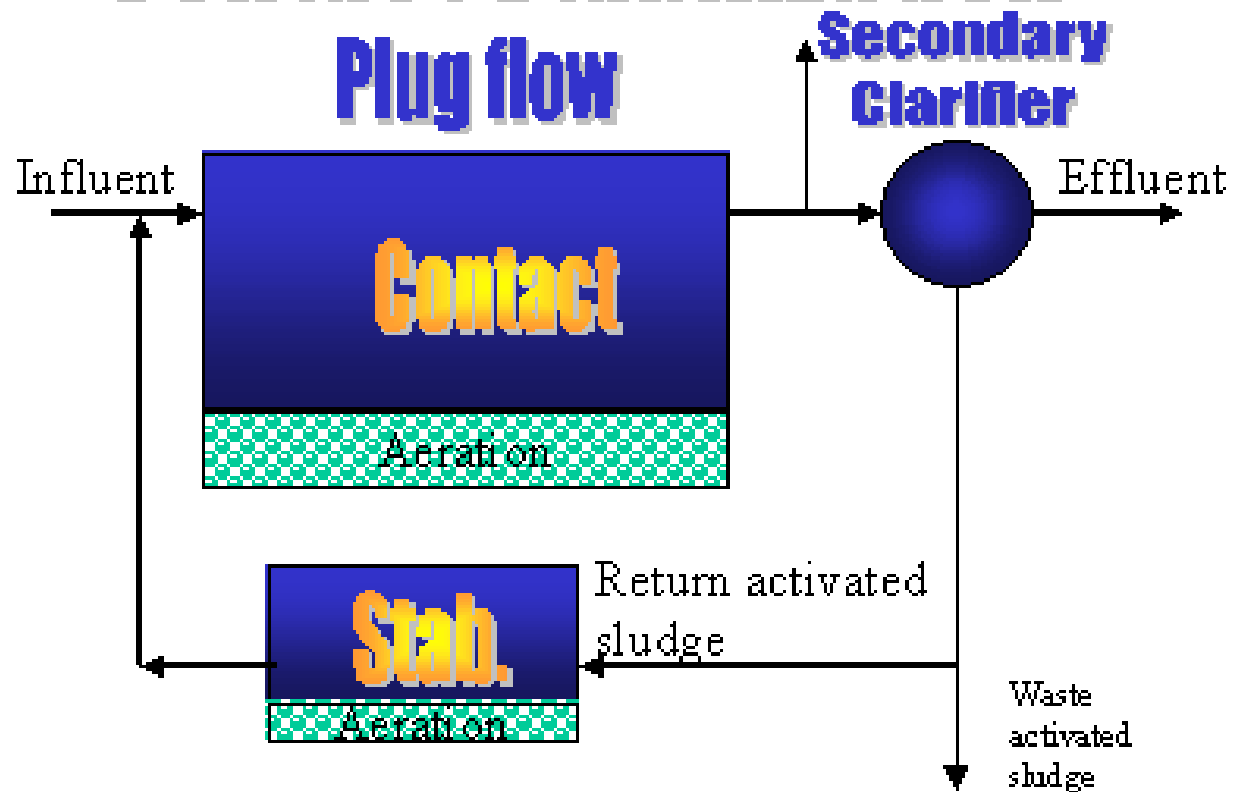 Plug flow
Secondary
Clarifier
Influent
Effluent
Contact
Aeration
Return activated
sludge
Stab.
Aeration
Waste
activated
sludge